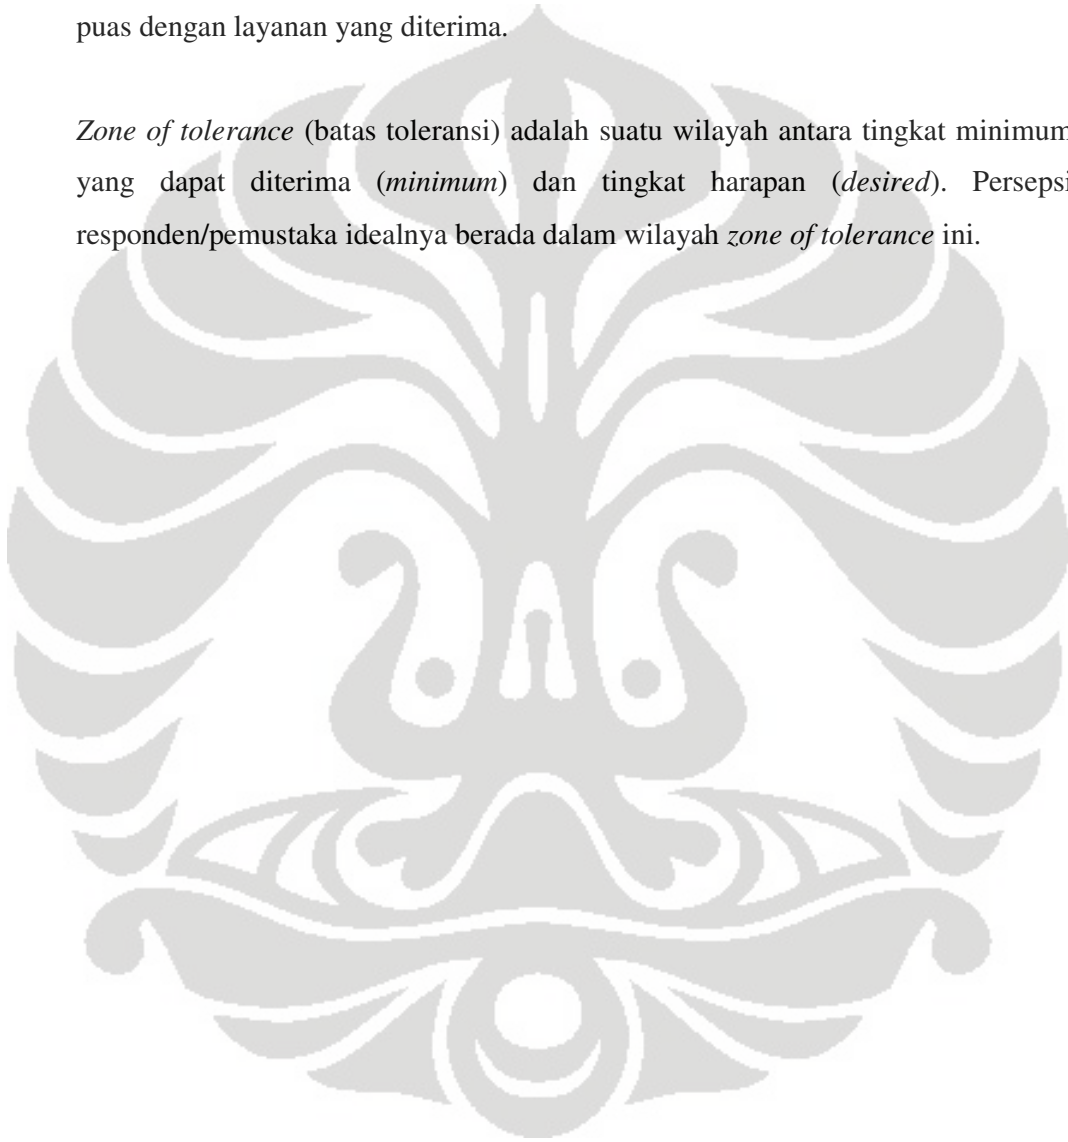 puas dengan layanan yang diterima.
Zone of tolerance (batas toleransi) adalah suatu wilayah antara tingkat minimum
yang dapat diterima (minimum) dan tingkat harapan (desired). Persepsi
responden/pemustaka idealnya berada dalam wilayah zone of tolerance ini.